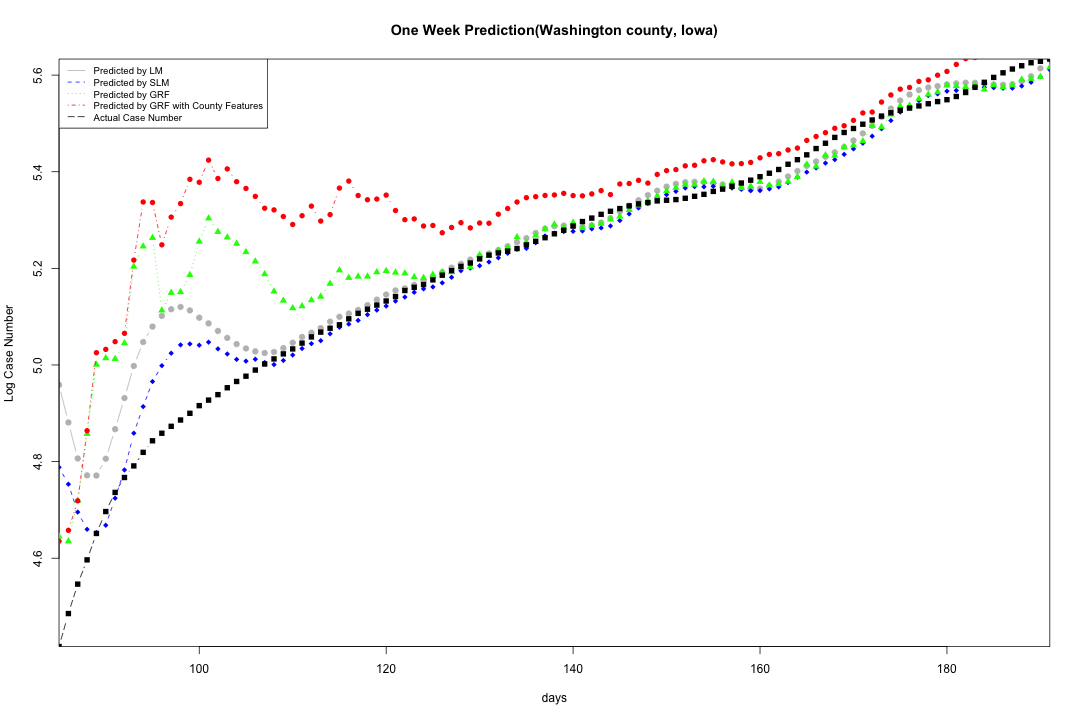 One Week Prediction(Washington county, Iowa)
Predicted by LM
Predicted by SLM
Predicted by GRF
Predicted by GRF with County Features
Actual Case Number
Log Case Number
5.6
5.4
5.2
5.0
4.8
4.6
100 120 140 160 180
days